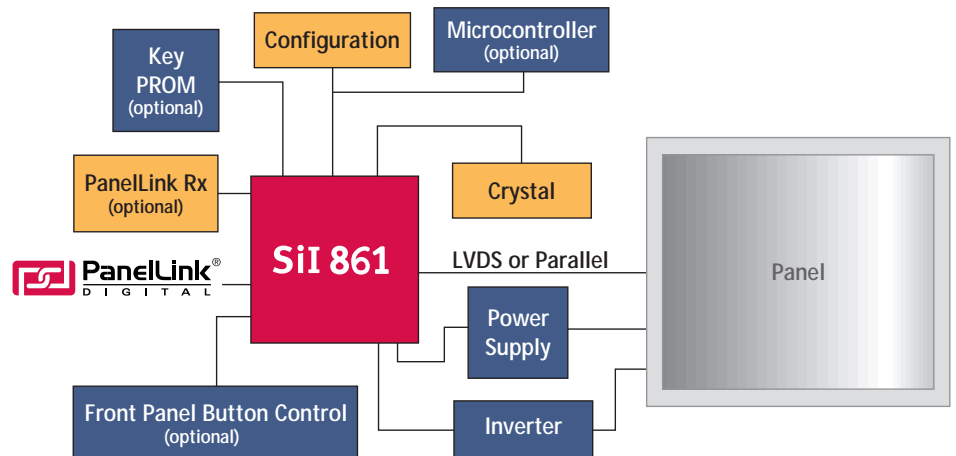 Configuration
Microcontroller
(optional)
Key
PROM
(optional)
PanelLink Rx
(optional)
Crystal
SiI 861
PanelLink®
DIGITAL
LVDS or Parallel
Panel
Power
Supply
Front Panel Button Control
(optional)
Inverter